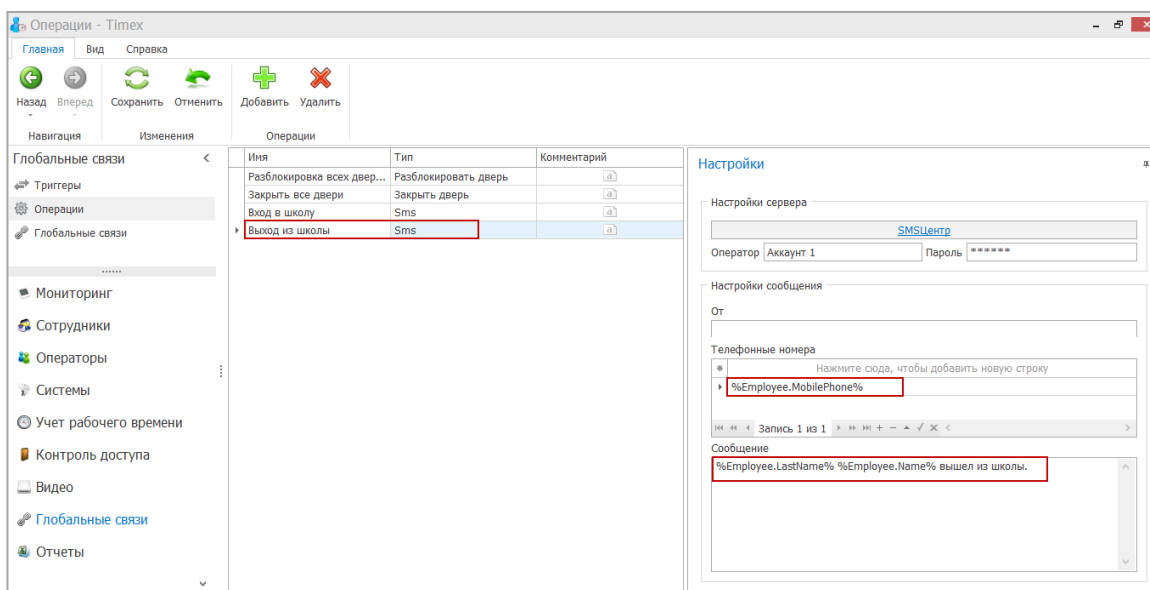 Операции - Timex
Главная Вид Справка
Назад Вперед Сохранить Отменить Добавить Удалить
Навигация Изменения Операции
Глобальные связи
Триггеры
Операции
Глобальные связи
Мониторинг
Сотрудники
Операторы
Системы
Учет рабочего времени
Контроль доступа
Видео
Глобальные связи
Отчеты
Имя Тип Комментарий
Разблокировка всех двер... Разблокировать дверь
Закрыть все двери Закрыть дверь
Вход в школу Sms
Выход из школы Sms
Настройки
Настройки сервера
SMSЦентр
Оператор Аккаунт 1 Пароль ******
Настройки сообщения
От
Телефонные номера
Нажмите сюда, чтобы добавить новую строку
%Employee.MobilePhone%
Запись 1 из 1
Сообщение
%Employee.LastName% %Employee.Name% вышел из школы.